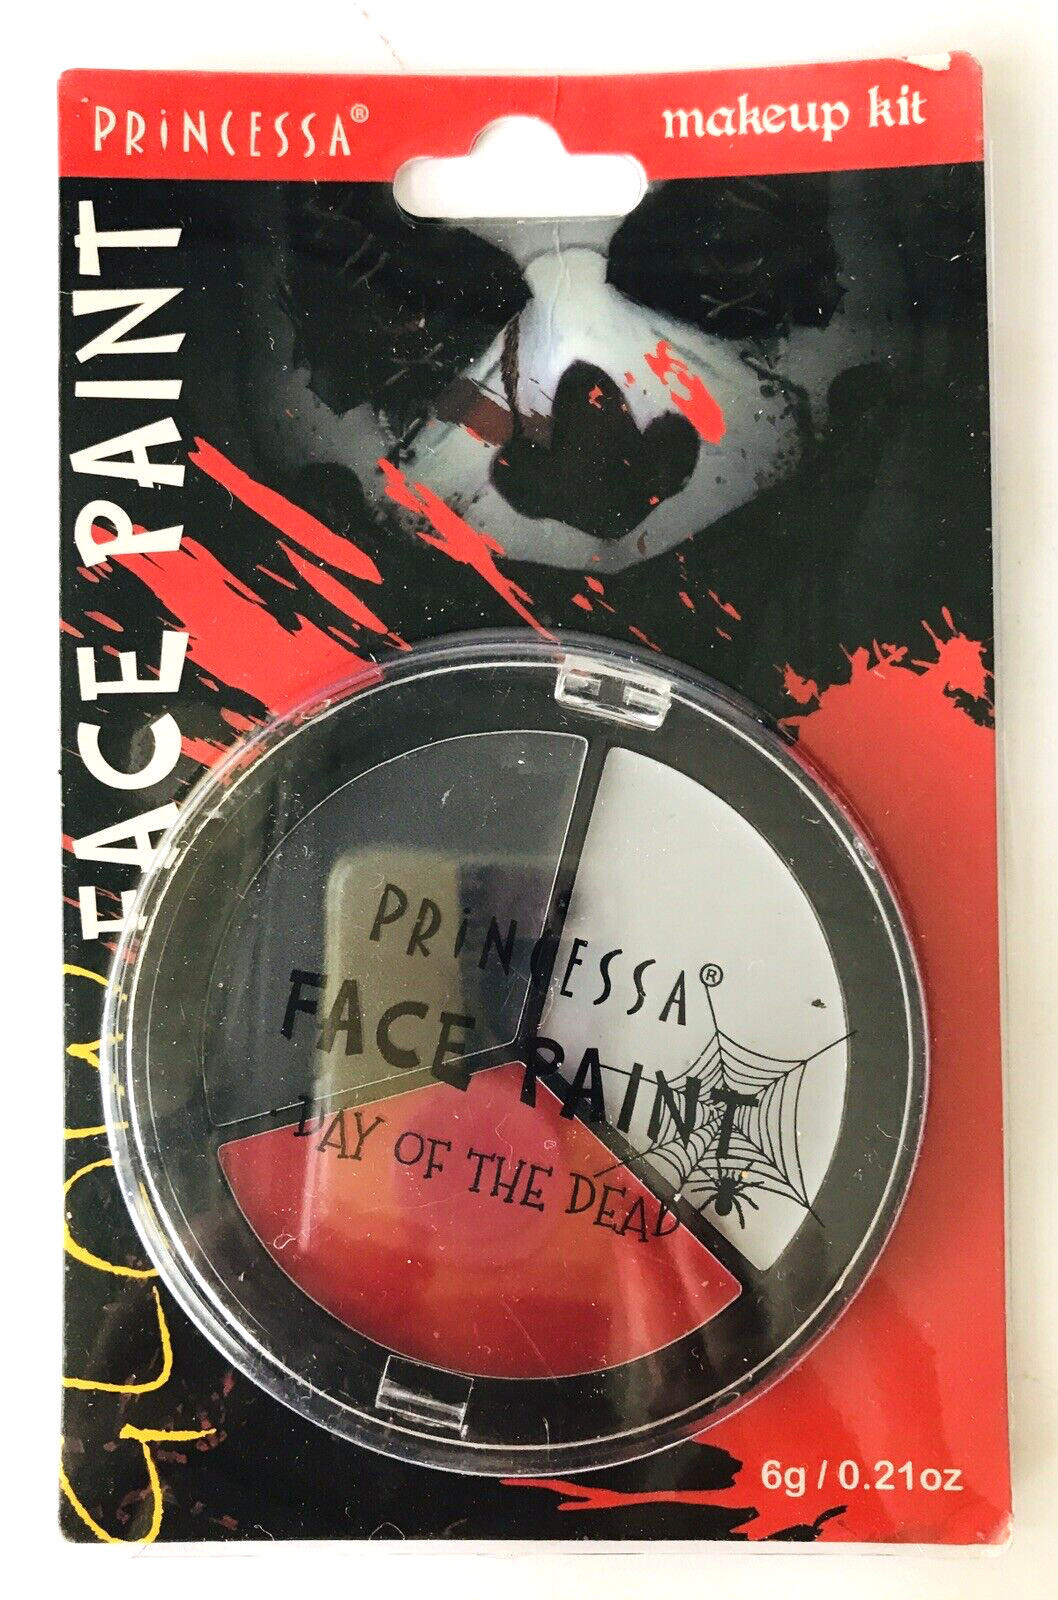 PRiNCESSA®
makeup kit
FACE PAINT
PRiNCESSA®
FACE PAINT
DAY OF THE DEAD
6g / 0.21oz